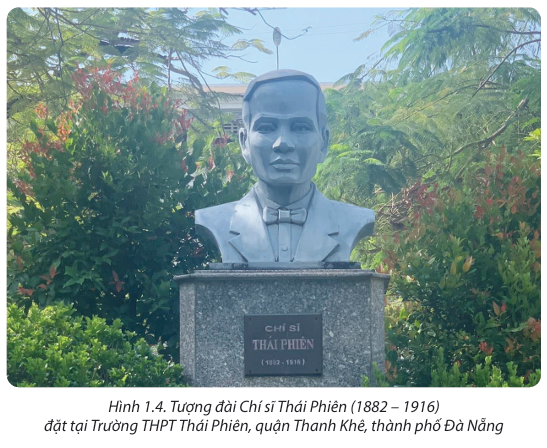 CHÍ SĨ
THÁI PHIÊN
(1882 - 1916)
Hình 1.4. Tượng đài Chí sĩ Thái Phiên (1882 – 1916)
đặt tại Trường THPT Thái Phiên, quận Thanh Khê, thành phố Đà Nẵng